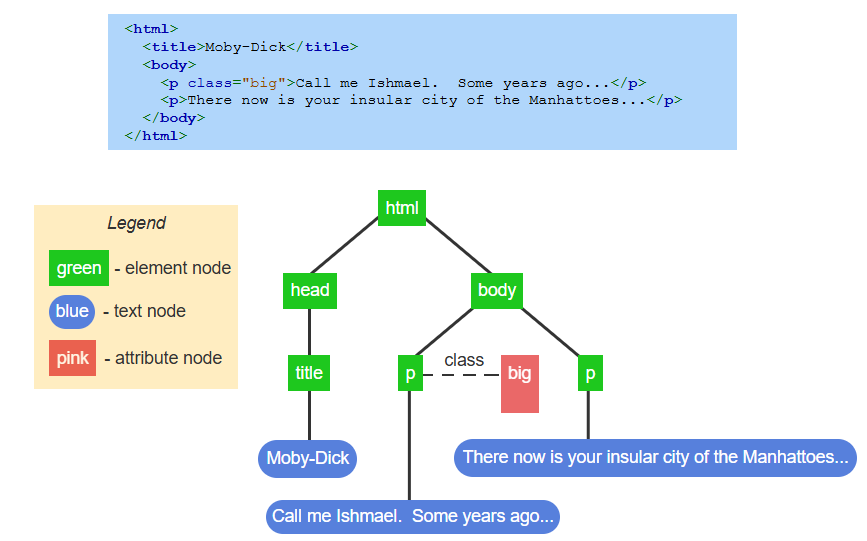 <html>
<title>Moby-Dick</title>
<body>
<p class="big">Call me Ishmael.  Some years ago...</p>
<p>There now is your insular city of the Manhattoes...</p>
</body>
</html>
Legend
green - element node
blue - text node
pink - attribute node
html
head
body
title
p
class
big
p
Moby-Dick
There now is your insular city of the Manhattoes...
Call me Ishmael.  Some years ago...